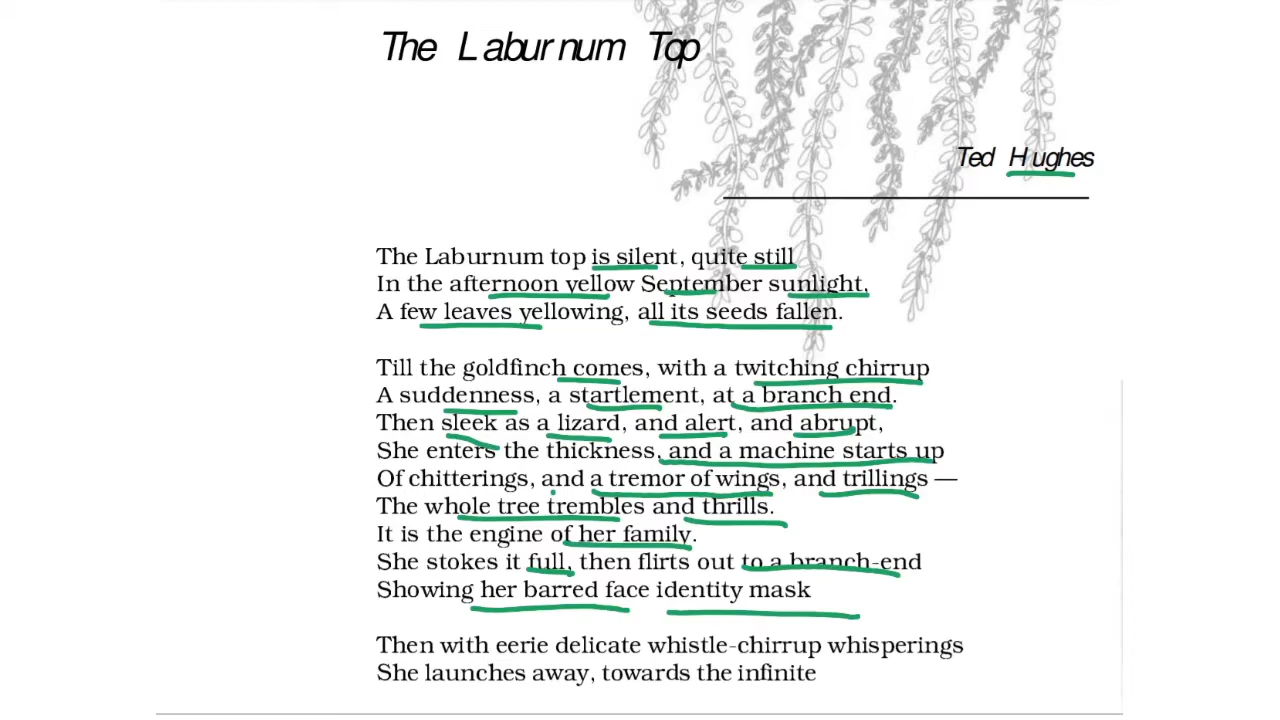 The Laburnum Top
Ted Hughes
The Laburnum top is silent, quite still
In the afternoon yellow September sunlight,
A few leaves yellowing, all its seeds fallen.
Till the goldfinch comes, with a twitching chirrup
A suddenness, a startlement, at a branch end.
Then sleek as a lizard, and alert, and abrupt,
She enters the thickness, and a machine starts up
Of chitterings, and a tremor of wings, and trillings —
The whole tree trembles and thrills.
It is the engine of her family.
She stokes it full, then flirts out to a branch-end
Showing her barred face identity mask
Then with eerie delicate whistle-chirrup whisperings
She launches away, towards the infinite